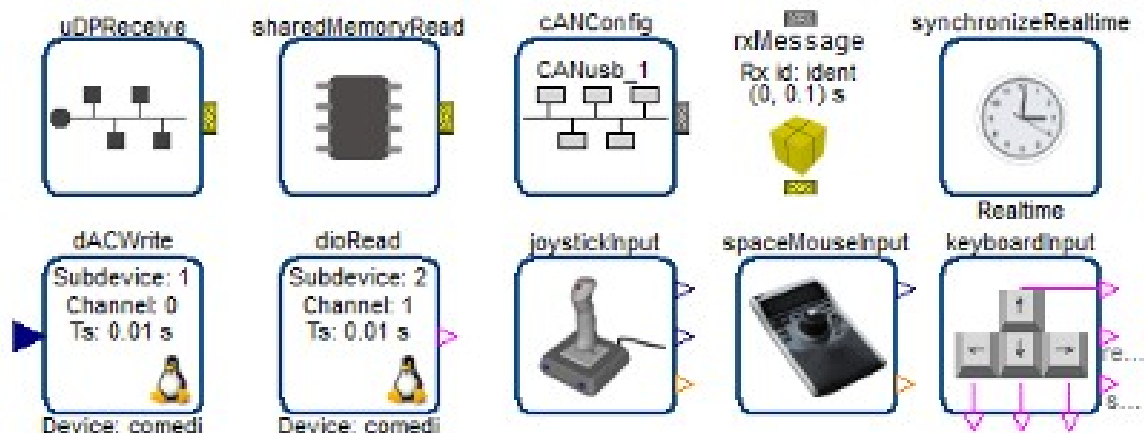 uDPReceive
sharedMemoryRead
cANConfig
CANusb_1
rxMessage
Rx id: ident
(0, 0.1) s
synchronizeRealtime
Realtime
dACWrite
Subdevice: 1
Channel: 0
Ts: 0.01 s
Device: comedi
dioRead
Subdevice: 2
Channel: 1
Ts: 0.01 s
Device: comedi
joystickInput
spaceMouseInput
keyboardInput
re...
s...